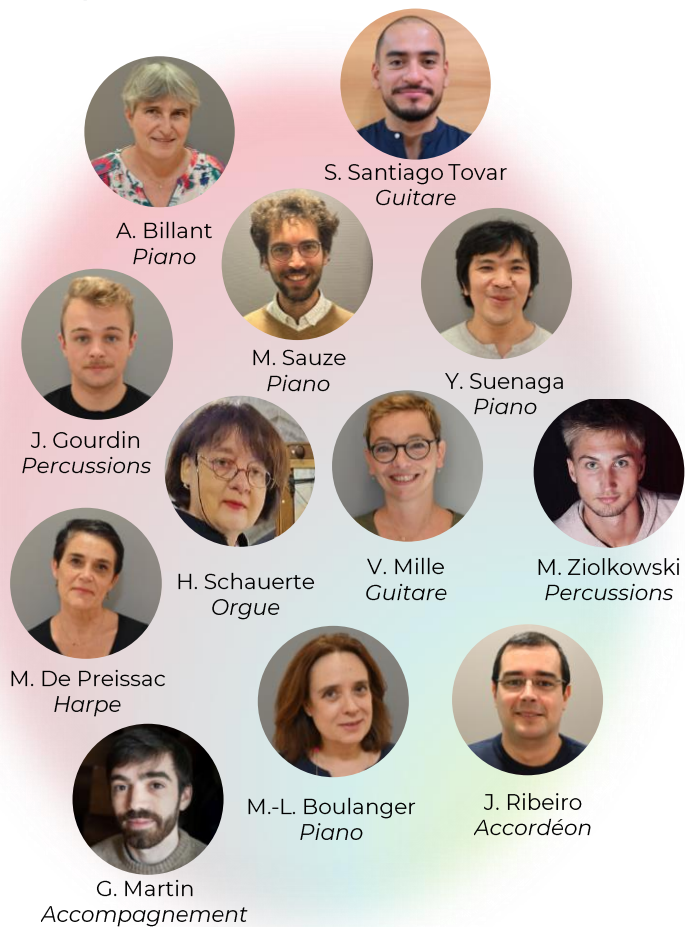 S. Santiago Tovar
Guitare
A. Billant
Piano
M. Sauze
Piano
Y. Suenaga
Piano
J. Gourdin
Percussions
H. Schauerte
Orgue
V. Mille
Guitare
M. Ziolkowski
Percussions
M. De Preissac
Harpe
M.-L. Boulanger
Piano
J. Ribeiro
Accordéon
G. Martin
Accompagnement